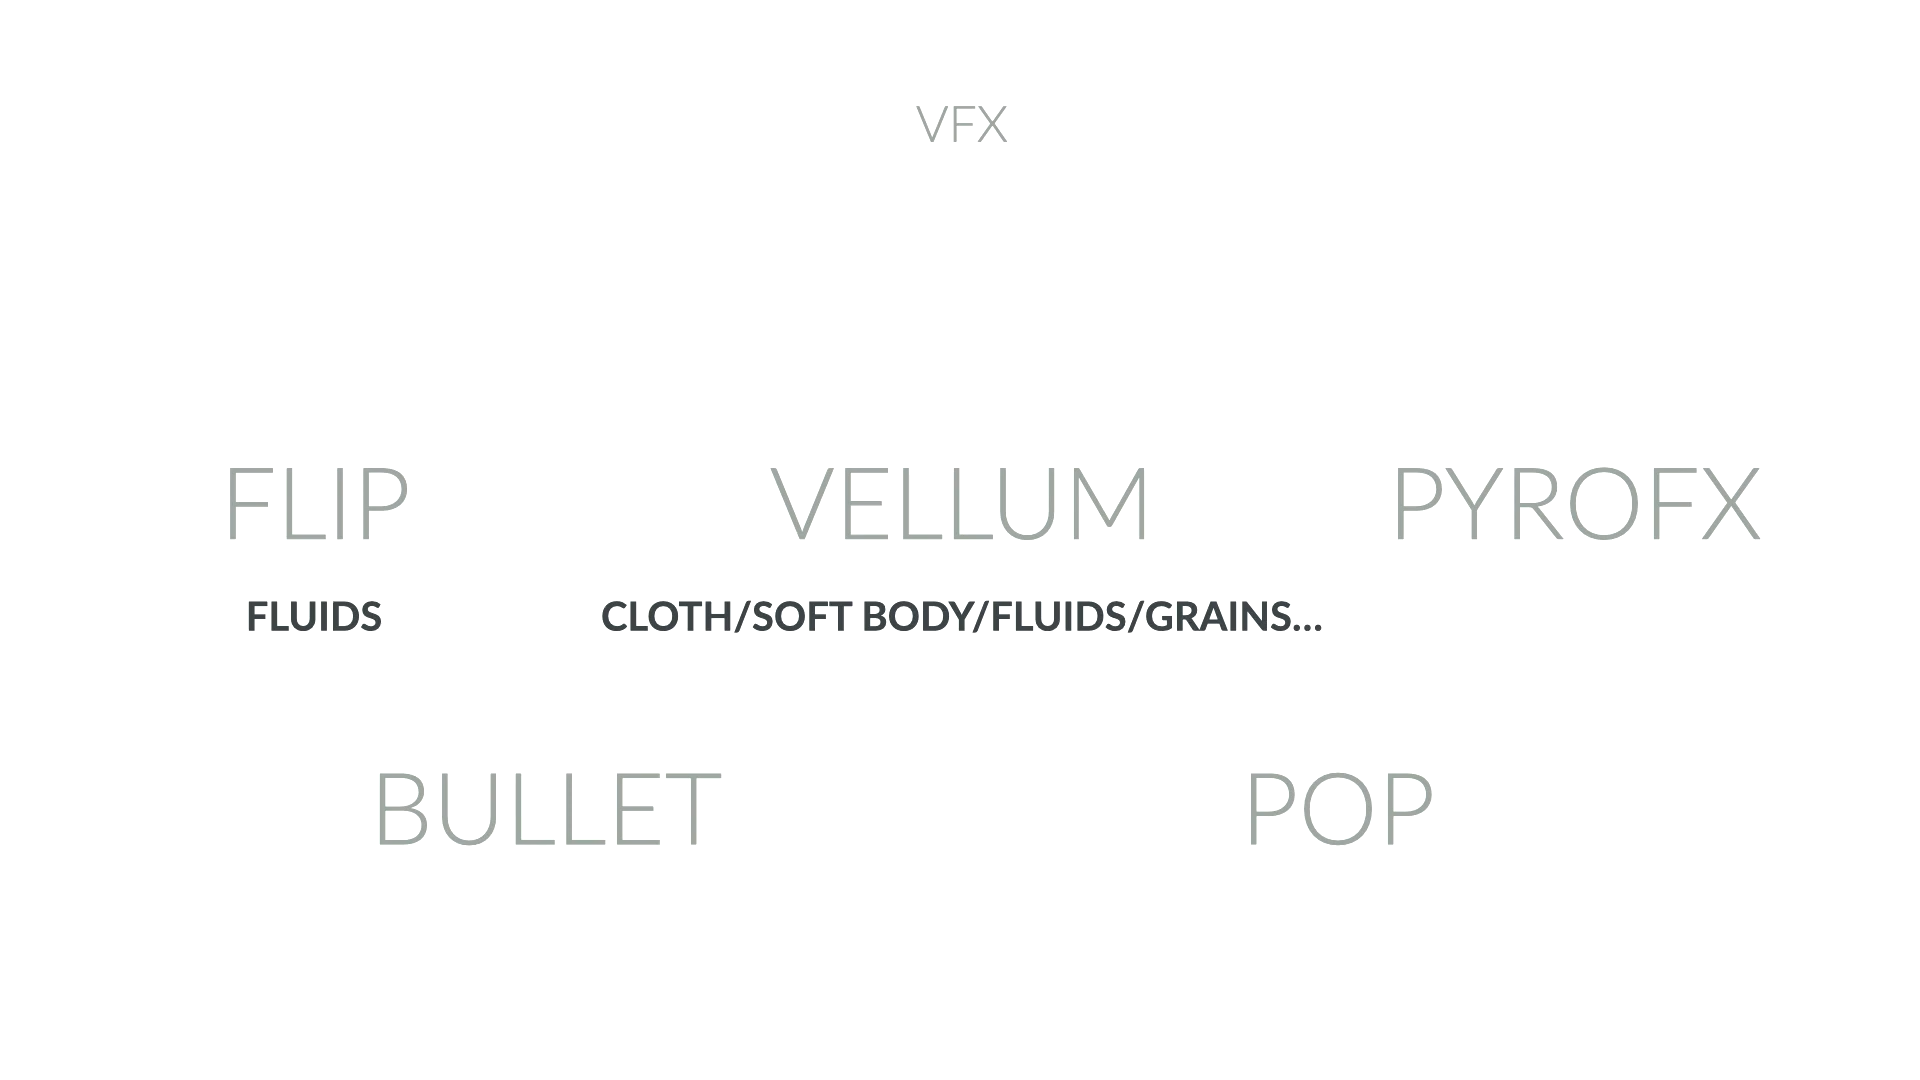 VFX
FLIP
VELLUM
PYROFX
FLUIDS
CLOTH/SOFT BODY/FLUIDS/GRAINS...
BULLET
POP